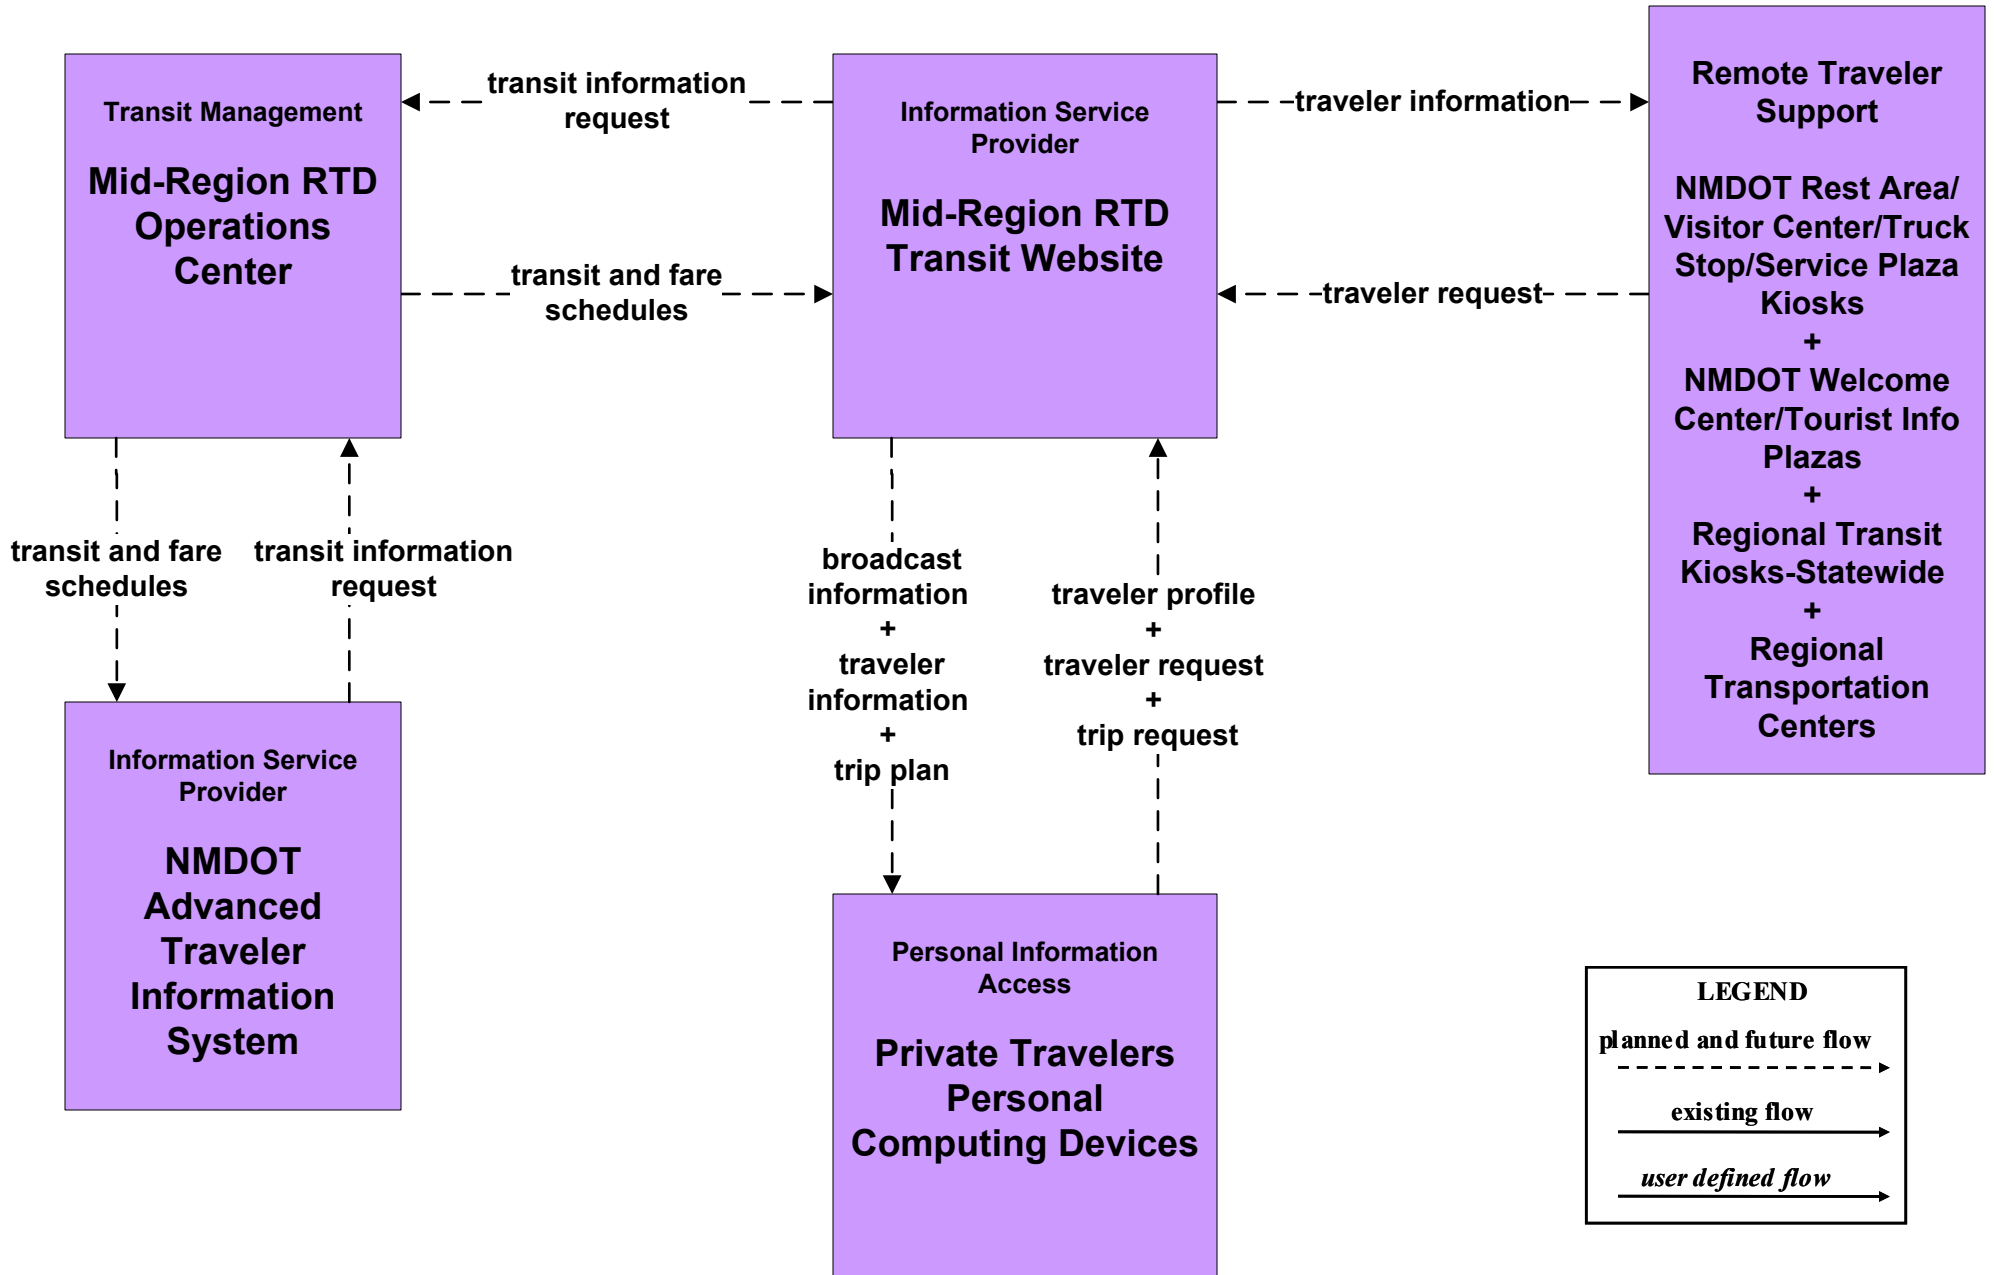 Transit Management
Mid-Region RTD
Operations
Center
transit information
request
transit and fare
schedules
Information Service
Provider
Mid-Region RTD
Transit Website
traveler information
traveler request
Remote Traveler
Support
NMDOT Rest Area/
Visitor Center/Truck
Stop/Service Plaza
Kiosks
+
NMDOT Welcome
Center/Tourist Info
Plazas
+
Regional Transit
Kiosks-Statewide
+
Regional
Transportation
Centers
transit and fare
schedules
transit information
request
broadcast
information
+
traveler
information
+
trip plan
traveler profile
+
traveler request
+
trip request
Information Service
Provider
NMDOT
Advanced
Traveler
Information
System
Personal Information
Access
Private Travelers
Personal
Computing Devices
LEGEND
planned and future flow
existing flow
user defined flow